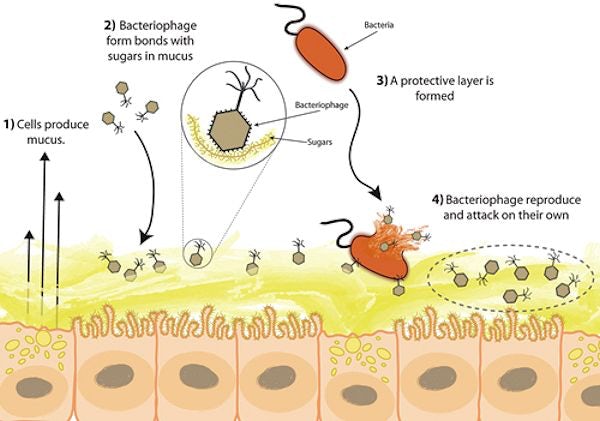 1) Cells produce
mucus.
2) Bacteriophage
form bonds with
sugars in mucus
Bacteriophage
Sugars
Bacteria
3) A protective layer is
formed
4) Bacteriophage reproduce
and attack on their own